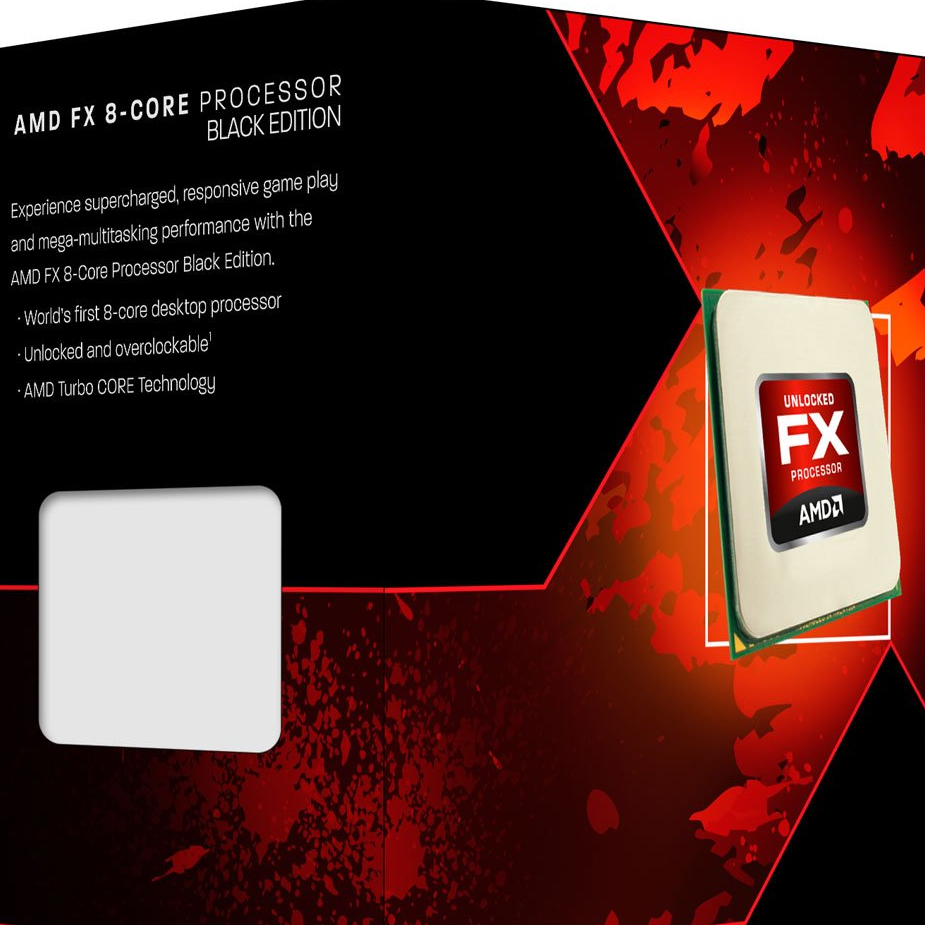 AMD FX 8-CORE PROCESSOR
BLACK EDITION
Experience supercharged, responsive game play
and mega-multitasking performance with the
AMD FX 8-Core Processor Black Edition.
· World's first 8-core desktop processor
· Unlocked and overclockable¹
· AMD Turbo CORE Technology
UNLOCKED
FX
PROCESSOR
AMD